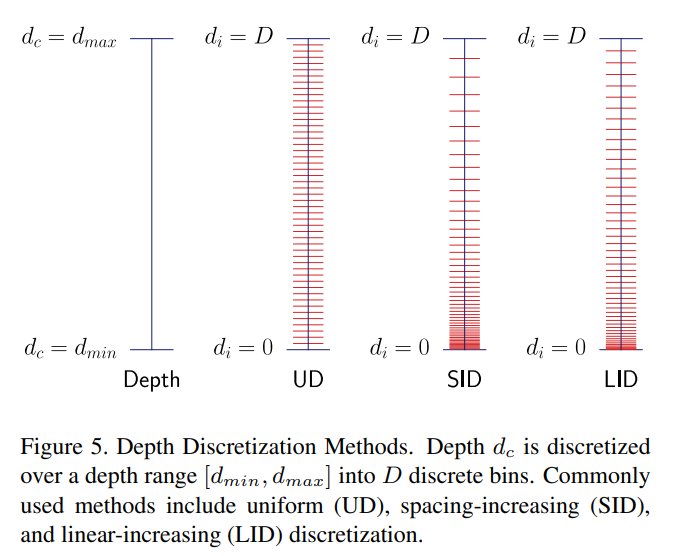 d_c = d_max d_i = D d_i = D d_i = D
d_c = d_min d_i = 0 d_i = 0 d_i = 0
Depth UD SID LID
Figure 5. Depth Discretization Methods. Depth d_c is discretized
over a depth range [d_min, d_max] into D discrete bins. Commonly
used methods include uniform (UD), spacing-increasing (SID),
and linear-increasing (LID) discretization.